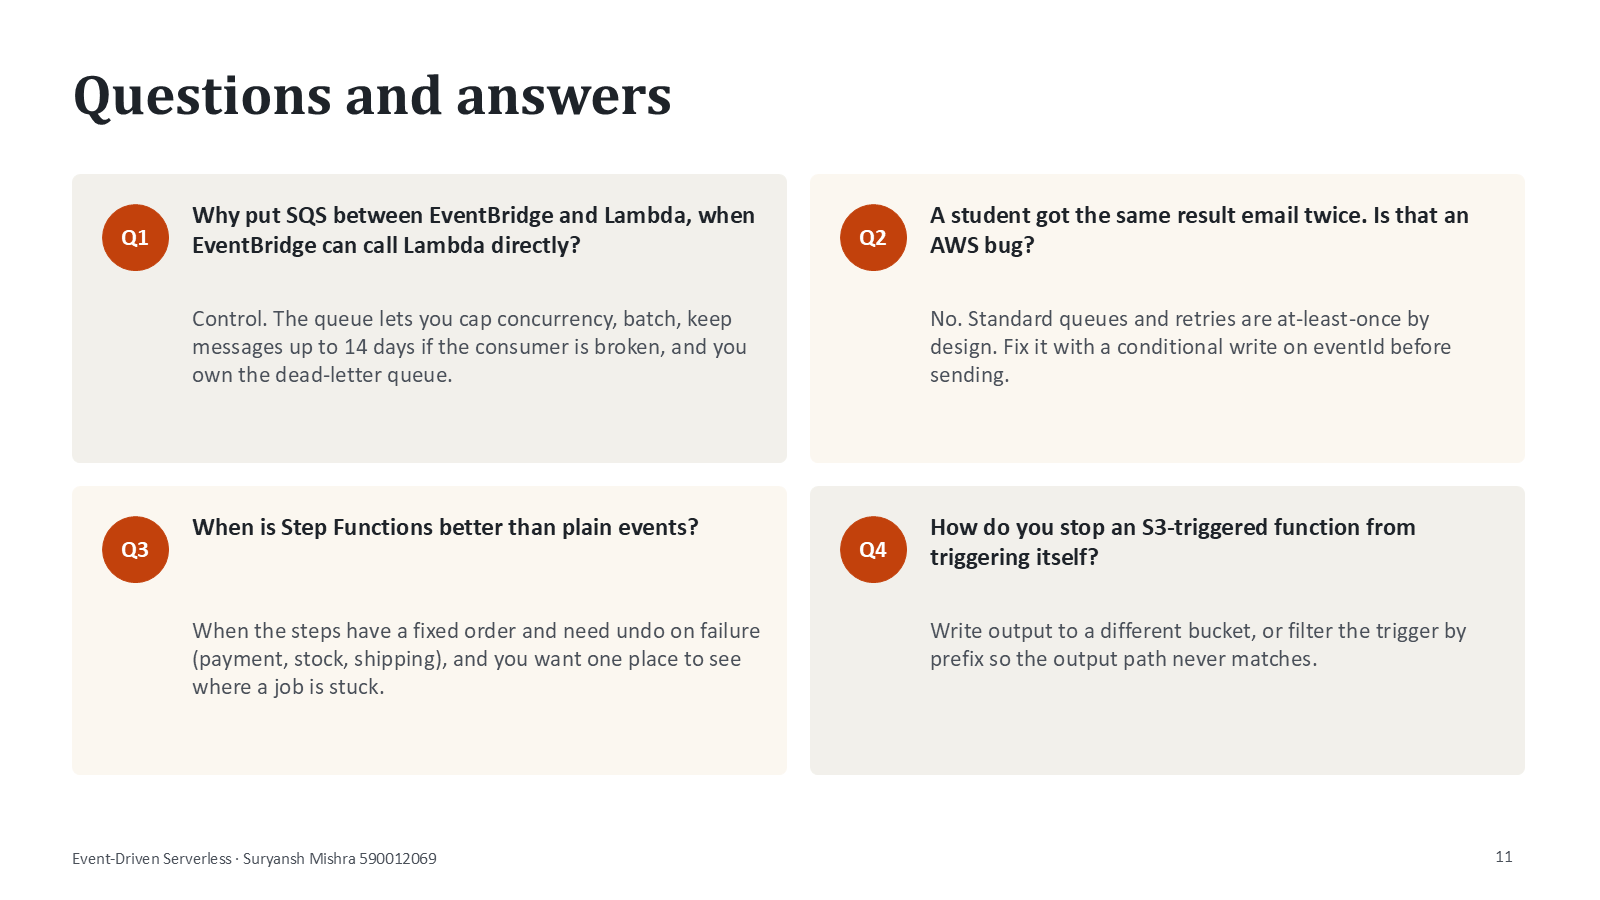 Questions and answers
Q1
Why put SQS between EventBridge and Lambda, when
EventBridge can call Lambda directly?
Control. The queue lets you cap concurrency, batch, keep
messages up to 14 days if the consumer is broken, and you
own the dead-letter queue.
Q2
A student got the same result email twice. Is that an
AWS bug?
No. Standard queues and retries are at-least-once by
design. Fix it with a conditional write on eventId before
sending.
Q3
When is Step Functions better than plain events?
When the steps have a fixed order and need undo on failure
(payment, stock, shipping), and you want one place to see
where a job is stuck.
Q4
How do you stop an S3-triggered function from
triggering itself?
Write output to a different bucket, or filter the trigger by
prefix so the output path never matches.
Event-Driven Serverless · Suryansh Mishra 590012069
11